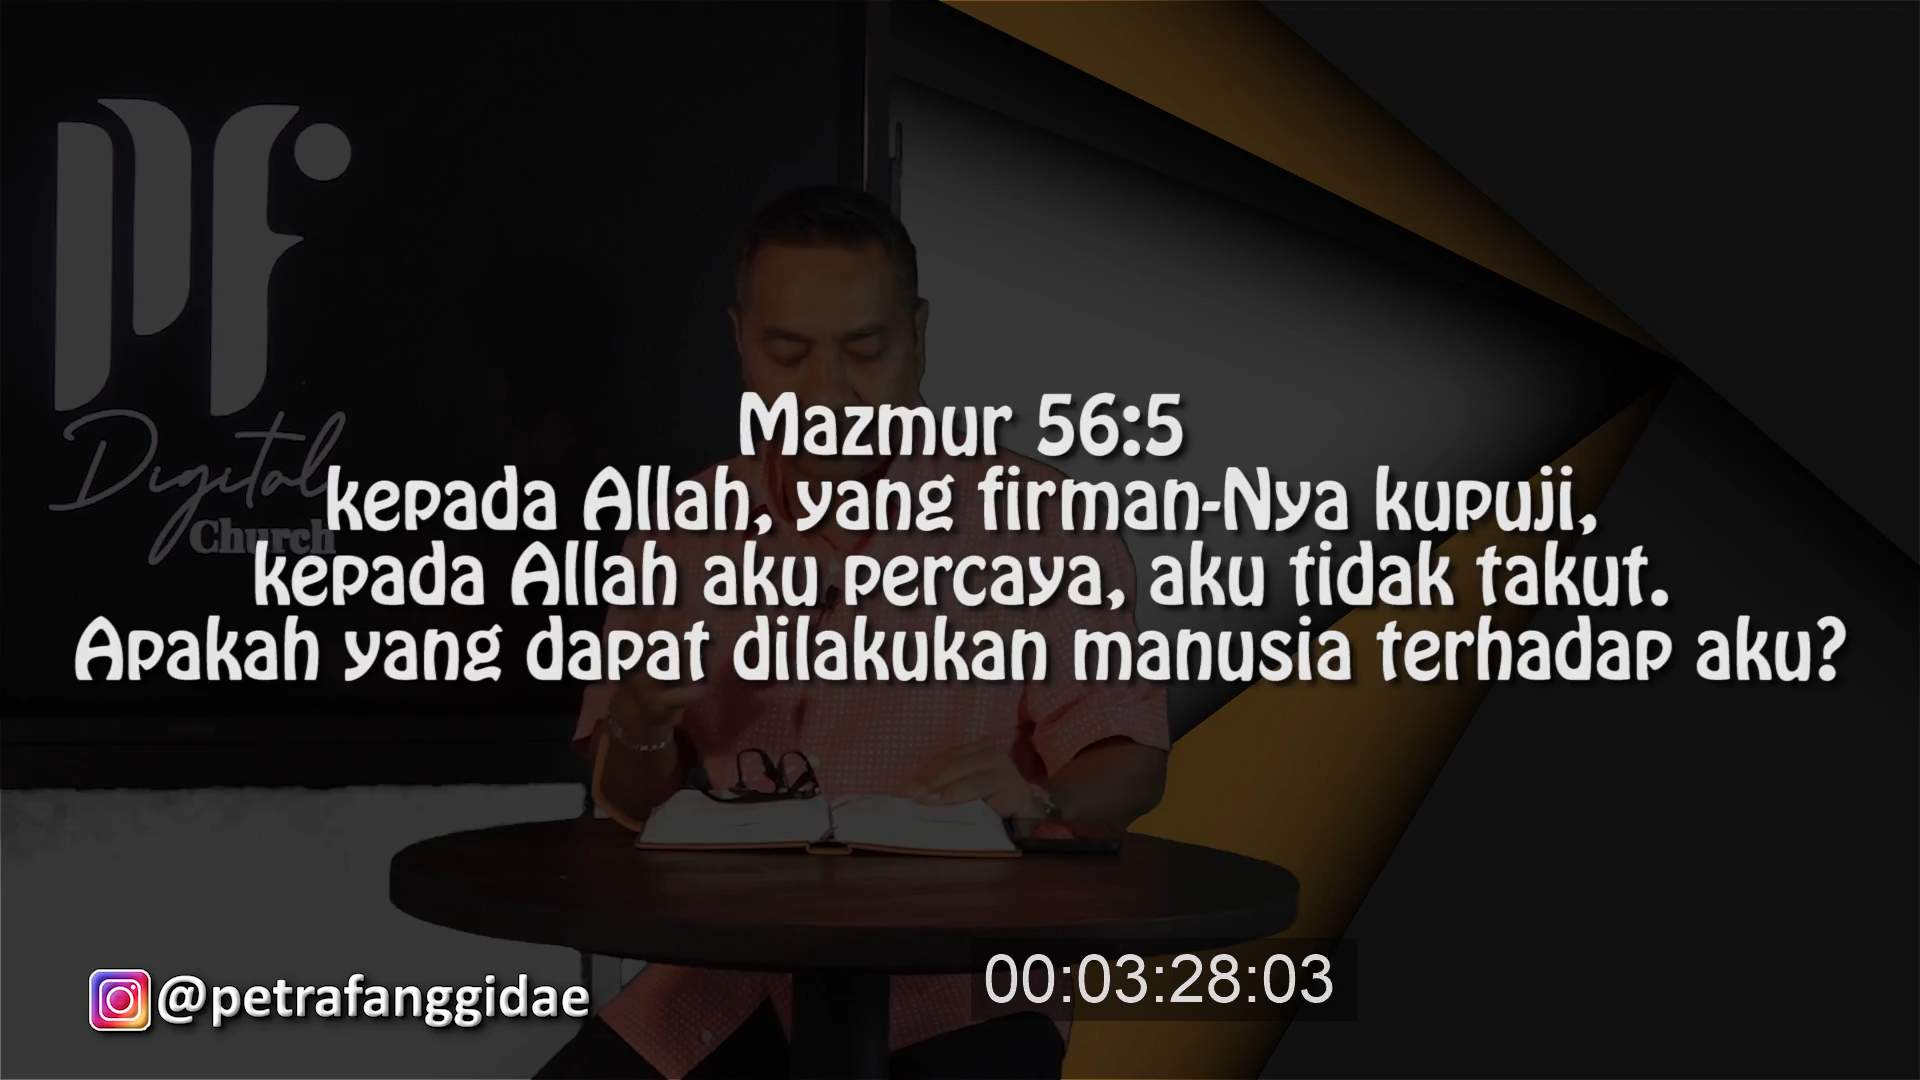 PF
Digital
Church
Mazmur 56:5
kepada Allah, yang firman-Nya kupuji,
kepada Allah aku percaya, aku tidak takut.
Apakah yang dapat dilakukan manusia terhadap aku?
@petrafanggidae
00:03:28:03